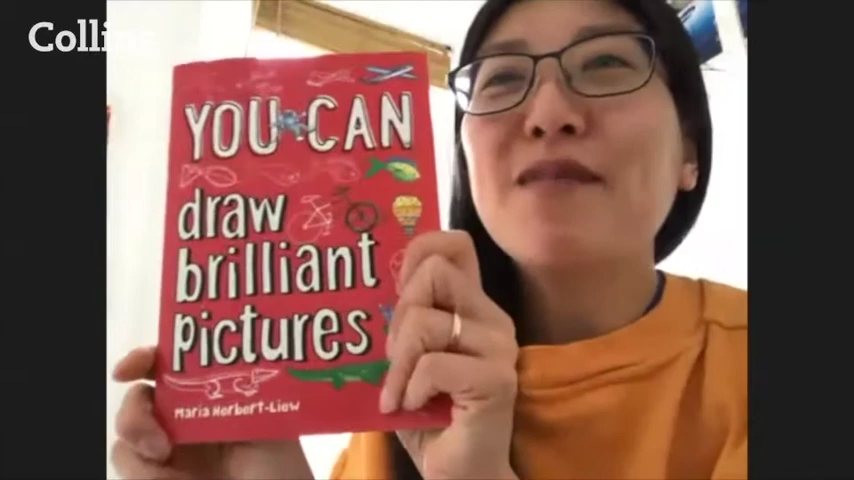 Collins
YOU CAN
draw
brilliant
pictures
Maria Herbert-Liew